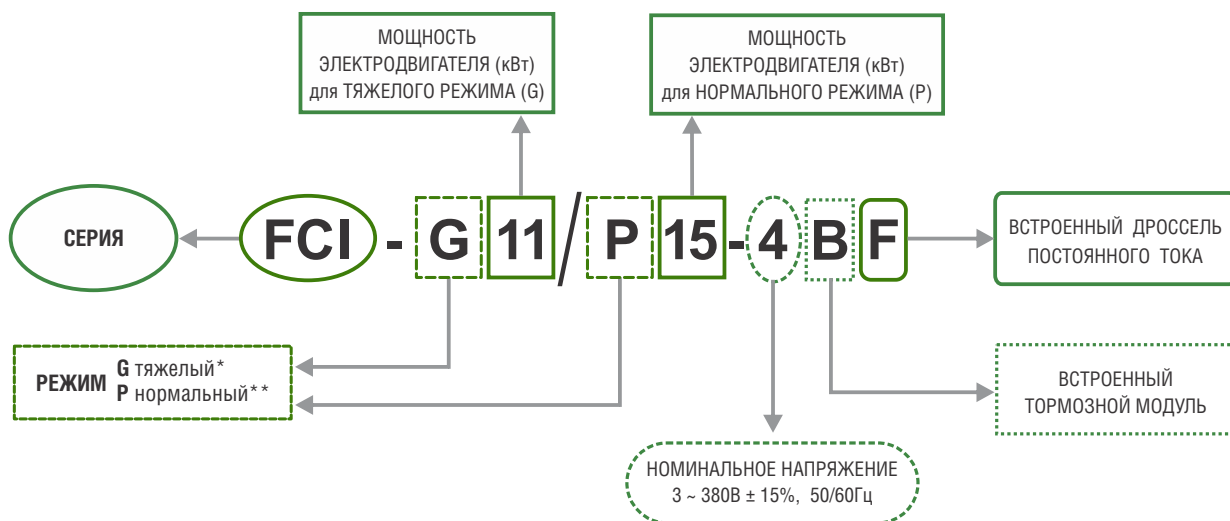 МОЩНОСТЬ
ЭЛЕКТРОДВИГАТЕЛЯ (кВт)
для ТЯЖЕЛОГО РЕЖИМА (G)
МОЩНОСТЬ
ЭЛЕКТРОДВИГАТЕЛЯ (кВт)
для НОРМАЛЬНОГО РЕЖИМА (P)
СЕРИЯ
FCI - G 11 / P 15 - 4 B F
ВСТРОЕННЫЙ ДРОССЕЛЬ
ПОСТОЯННОГО ТОКА
РЕЖИМ G тяжелый*
P нормальный**
ВСТРОЕННЫЙ
ТОРМОЗНОЙ МОДУЛЬ
НОМИНАЛЬНОЕ НАПРЯЖЕНИЕ
3 ~ 380В ± 15%, 50/60Гц